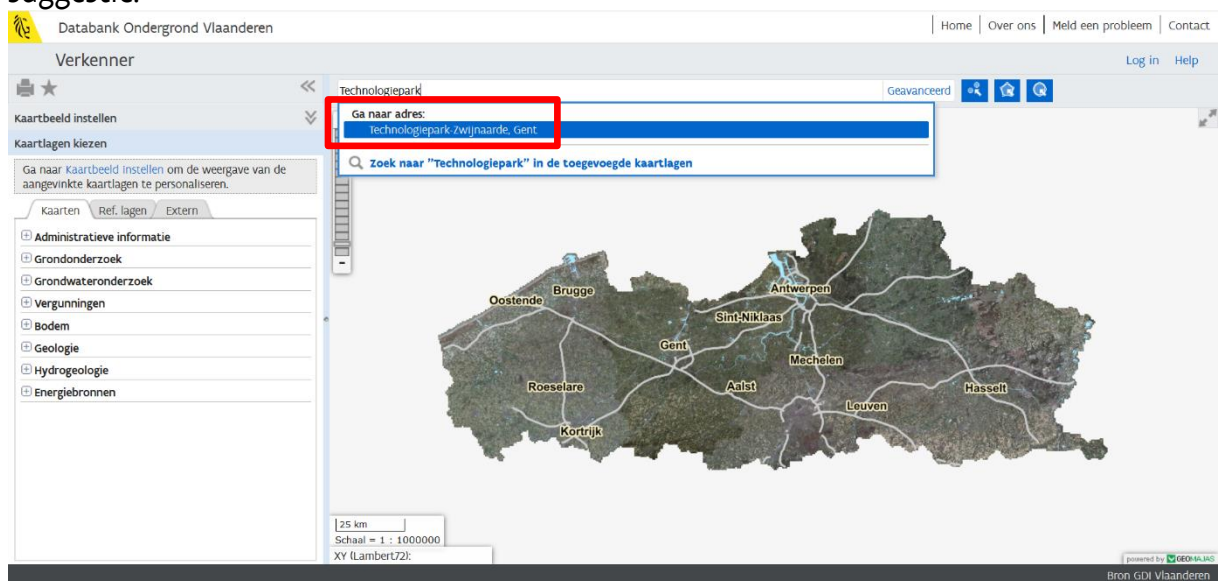 suggestie.
Databank Ondergrond Vlaanderen
Home Over ons Meld een probleem Contact
Verkenner
Log in Help
Technologiepark
Geavanceerd
Kaartbeeld instellen
Ga naar adres:
Technologiepark-Zwijnaarde, Gent
Kaartlagen kiezen
Zoek naar "Technologiepark" in de toegevoegde kaartlagen
Ga naar Kaartbeeld instellen om de weergave van de
aangevinkte kaartlagen te personaliseren.
Kaarten Ref. lagen Extern
Administratieve informatie
Grondonderzoek
Grondwateronderzoek
Vergunningen
Bodem
Geologie
Hydrogeologie
Energiebronnen
-
Brugge
Oostende
Antwerpen
Sint-Niklaas
Gent
Mechelen
Roeselare
Aalst
Hasselt
Leuven
Kortrijk
25 km
Schaal = 1 : 1000000
XY (Lambert72):
powered by GEOMAJAS
Bron GDI Vlaanderen